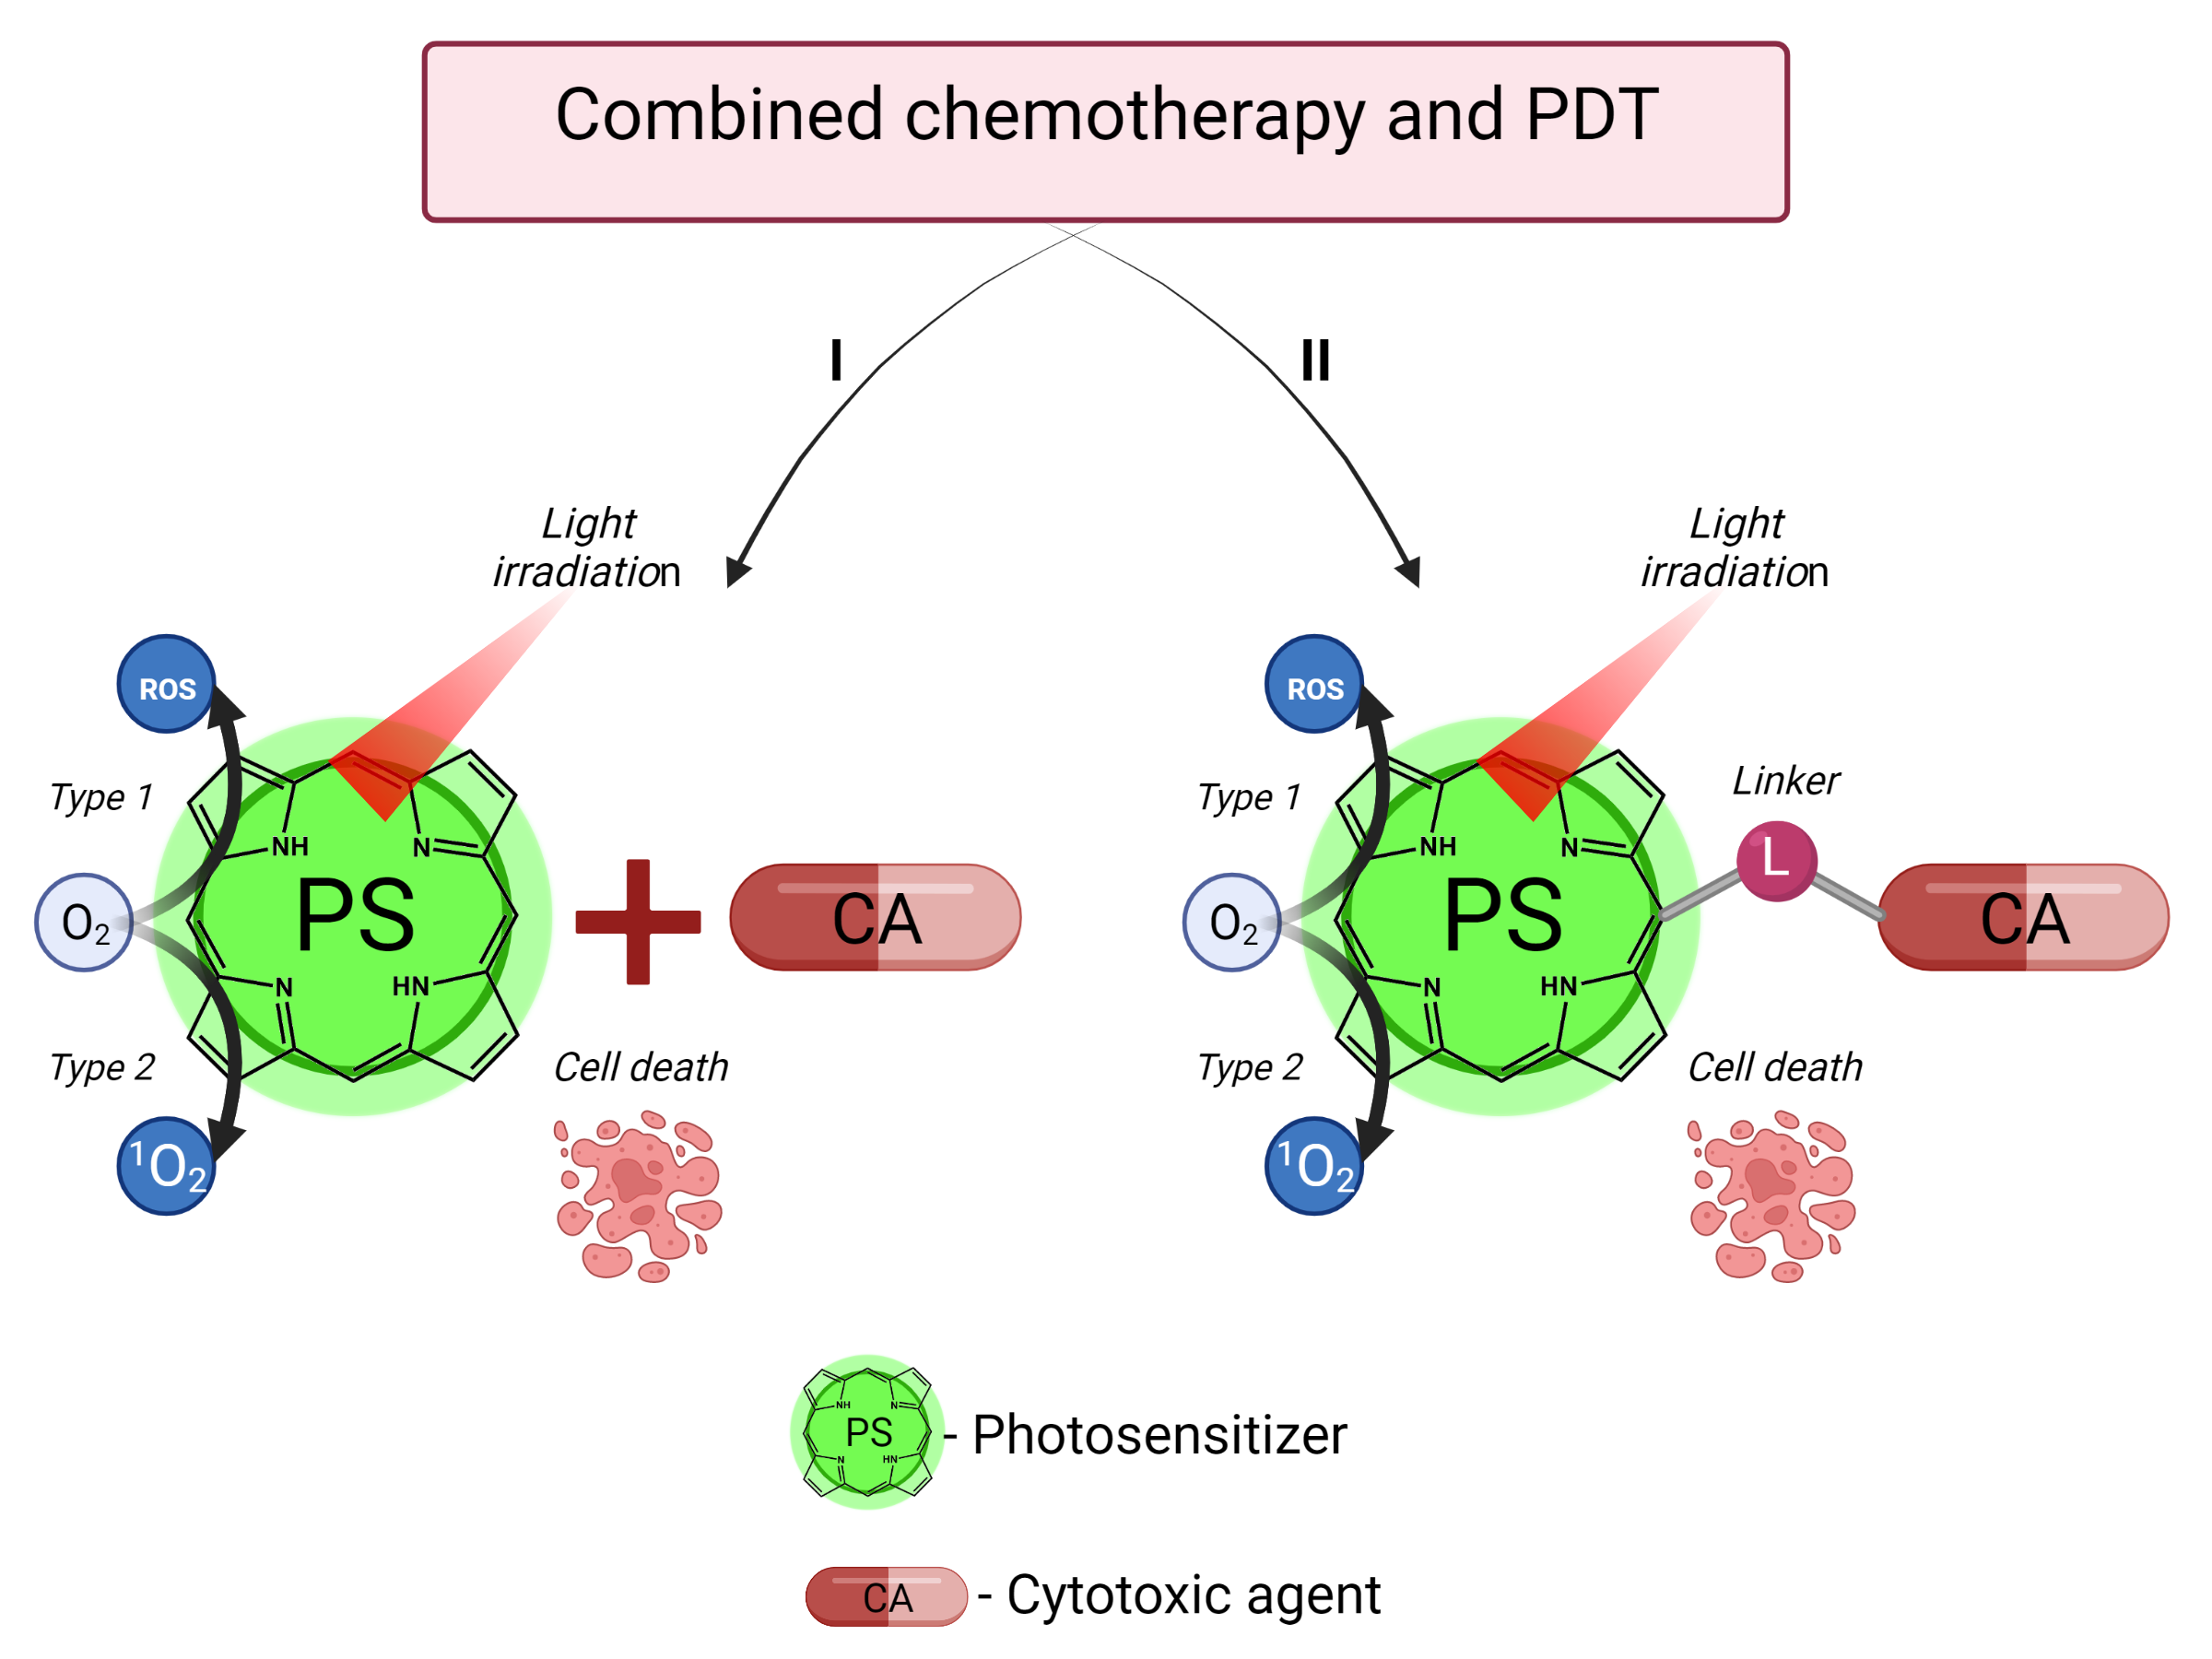 Combined chemotherapy and PDT
I
II
Light
irradiation
ROS
Type 1
NH
N
PS
O₂
N
HN
Type 2
¹O₂
CA
Cell death
Light
irradiation
ROS
Type 1
Linker
L
NH
N
PS
O₂
N
HN
Type 2
¹O₂
CA
Cell death
NH
N
PS
N
HN
- Photosensitizer
CA
- Cytotoxic agent